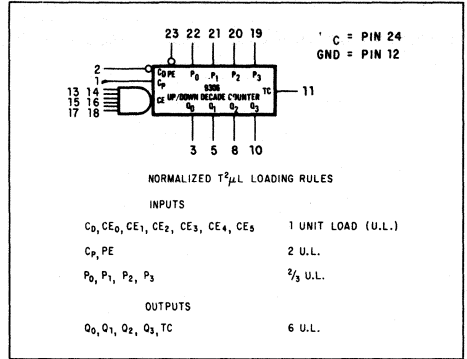 23 22 21 20 19
C = PIN 24
GND = PIN 12
2
1
13 14
15 16
17 18
CD PE P0 P1 P2 P3
CP
9306
TC
11
CE UP/DOWN DECADE COUNTER
Q0 Q1 Q2 Q3
3 5 8 10
NORMALIZED T²μL LOADING RULES
INPUTS
CD, CE0, CE1, CE2, CE3, CE4, CE5 1 UNIT LOAD (U.L.)
CP, PE 2 U.L.
P0, P1, P2, P3 2/3 U.L.
OUTPUTS
Q0, Q1, Q2, Q3, TC 6 U.L.